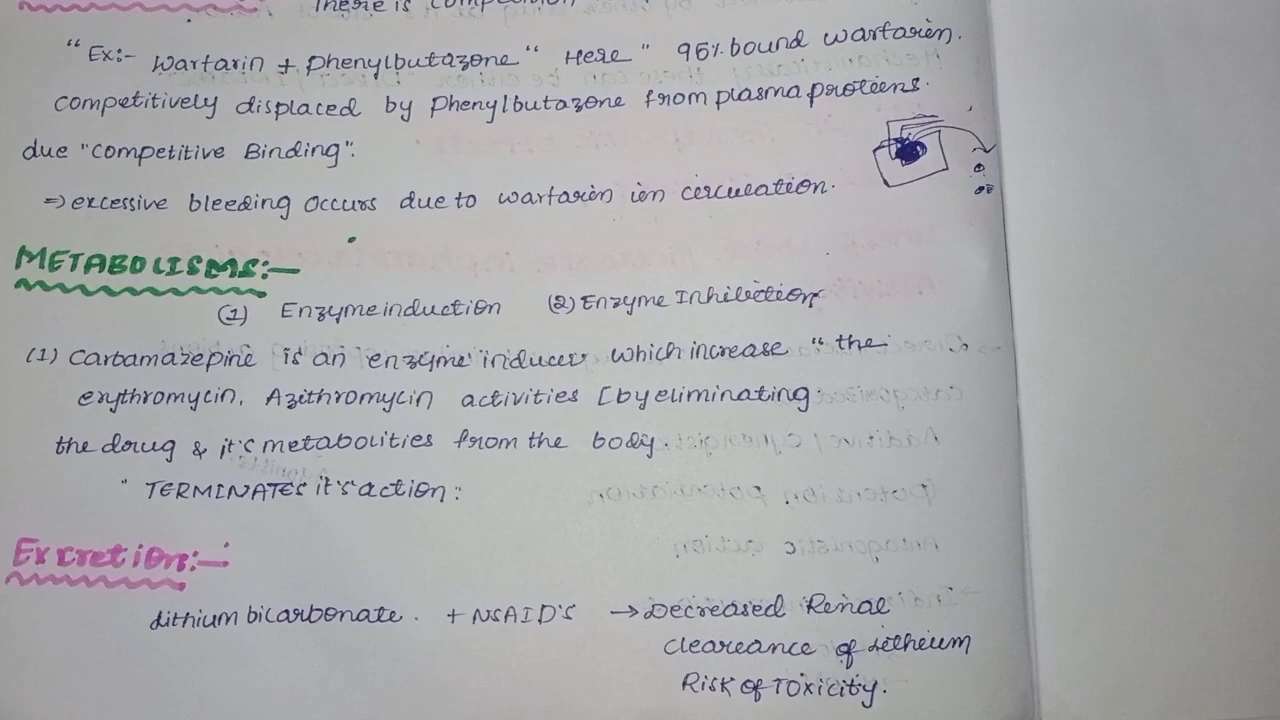 There is
"Ex:- Warfarin + Phenylbutazone" Here " 96% bound warfarin.
competitively displaced by Phenylbutazone from plasma proteins.
due "Competitive Binding".
⇒ excessive bleeding occurs due to warfarin in circulation.
METABOLISMS:-
(1) Enzyme induction (2) Enzyme Inhibition
(1) Carbamazepine is an enzyme inducer which increase "the
erythromycin, Azithromycin activities [by eliminating
the drug & it's metabolities from the body
" TERMINATES it's action:
Excretion:-
Lithium bicarbonate. + NSAID'S → Decreased Renal
clearance of Lithium
Risk of Toxicity.